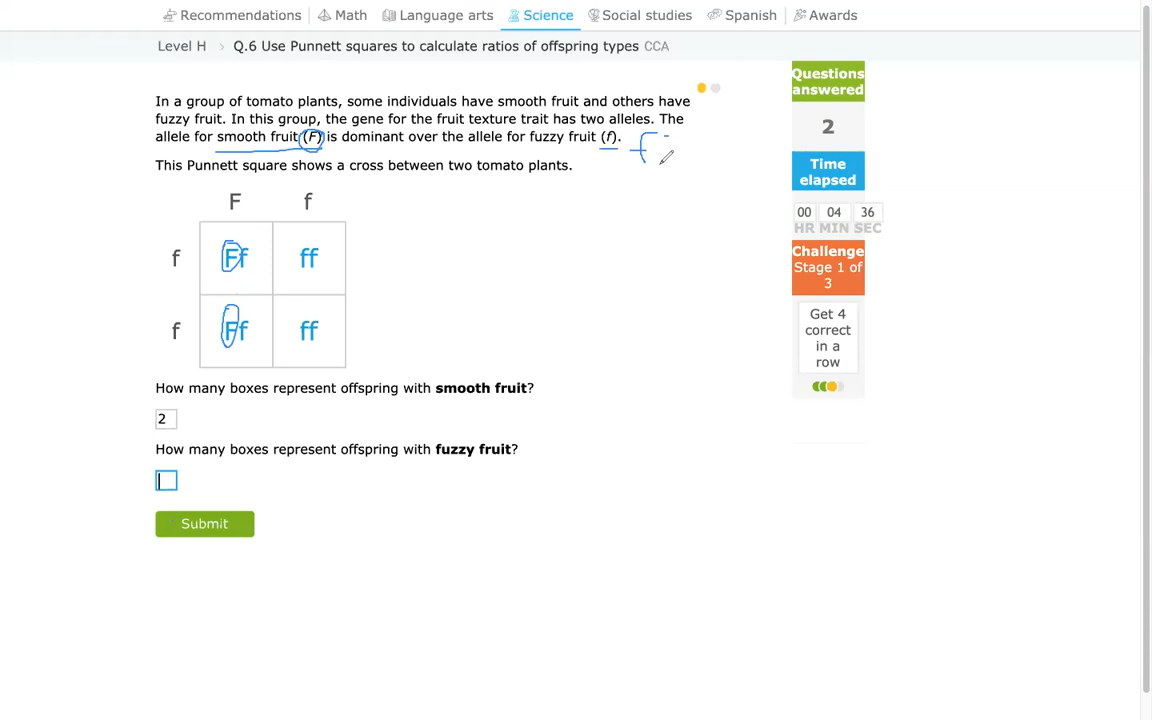 Recommendations Math Language arts Science Social studies Spanish Awards
Level H > Q.6 Use Punnett squares to calculate ratios of offspring types CCA
In a group of tomato plants, some individuals have smooth fruit and others have
fuzzy fruit. In this group, the gene for the fruit texture trait has two alleles. The
allele for smooth fruit (F) is dominant over the allele for fuzzy fruit (f).
This Punnett square shows a cross between two tomato plants.
F f
f Ff ff
f Ff ff
How many boxes represent offspring with smooth fruit?
2
How many boxes represent offspring with fuzzy fruit?
Submit
Questions
answered
2
Time
elapsed
00 04 36
HR MIN SEC
Challenge
Stage 1 of
3
Get 4
correct
in a
row